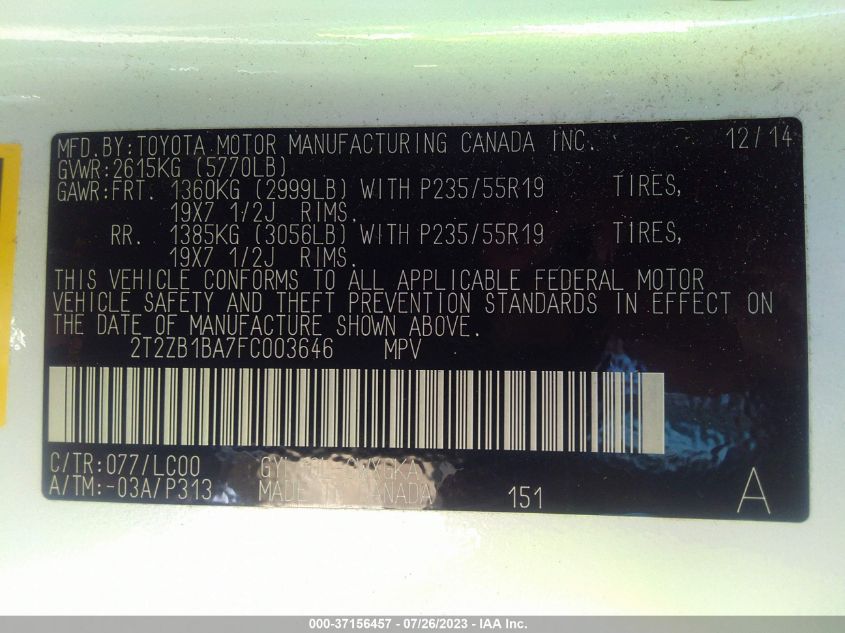 MFD. BY: TOYOTA MOTOR MANUFACTURING CANADA INC. 12/14
GVWR: 2615KG (5770LB)
GAWR: FRT. 1360KG (2999LB) WITH P235/55R19 TIRES,
19X7 1/2J RIMS.
RR. 1385KG (3056LB) WITH P235/55R19 TIRES,
19X7 1/2J RIMS.
THIS VEHICLE CONFORMS TO ALL APPLICABLE FEDERAL MOTOR
VEHICLE SAFETY AND THEFT PREVENTION STANDARDS IN EFFECT ON
THE DATE OF MANUFACTURE SHOWN ABOVE.
2T2ZB1BA7FC003646 MPV
C/TR: 077/LC00
A/TM: -03A/P313 MADE IN CANADA 151 A
000-37156457 - 07/26/2023 - IAA Inc.